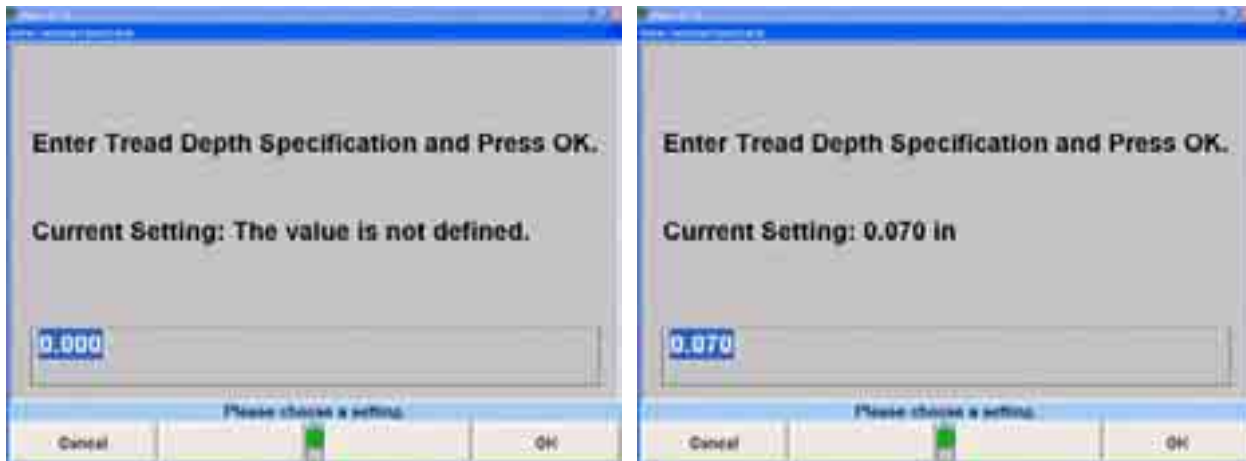 Enter Tread Depth Specification and Press OK.
Current Setting: The value is not defined.
0.000
Please choose a setting.
Cancel
OK
Enter Tread Depth Specification and Press OK.
Current Setting: 0.070 in
0.070
Please choose a setting.
Cancel
OK